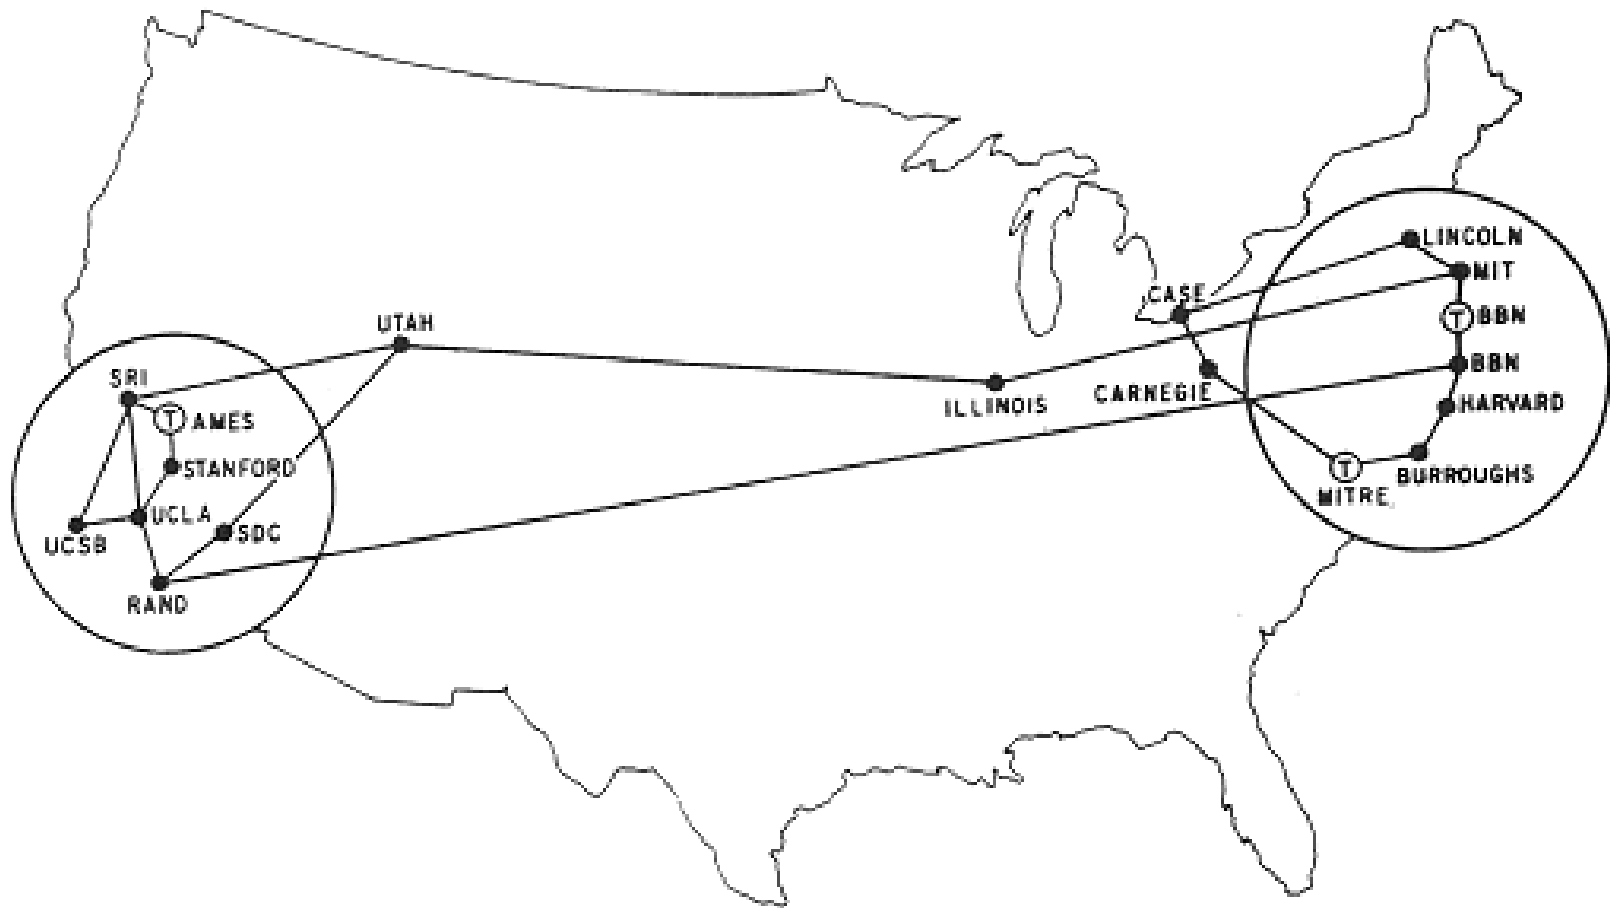 LINCOLN
MIT
T BBN
CASE
UTAH
BBN
SRI
CARNEGIE
ILLINOIS
HARVARD
T AMES
STANFORD
T
BURROUGHS
MITRE
UCLA
SDC
UCSB
RAND